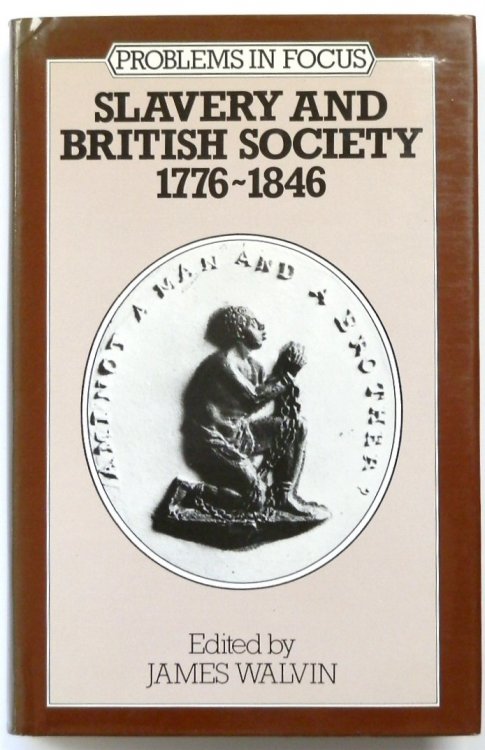 PROBLEMS IN FOCUS
SLAVERY AND
BRITISH SOCIETY
1776~1846
AM I NOT A MAN AND A BROTHER?
Edited by
JAMES WALVIN